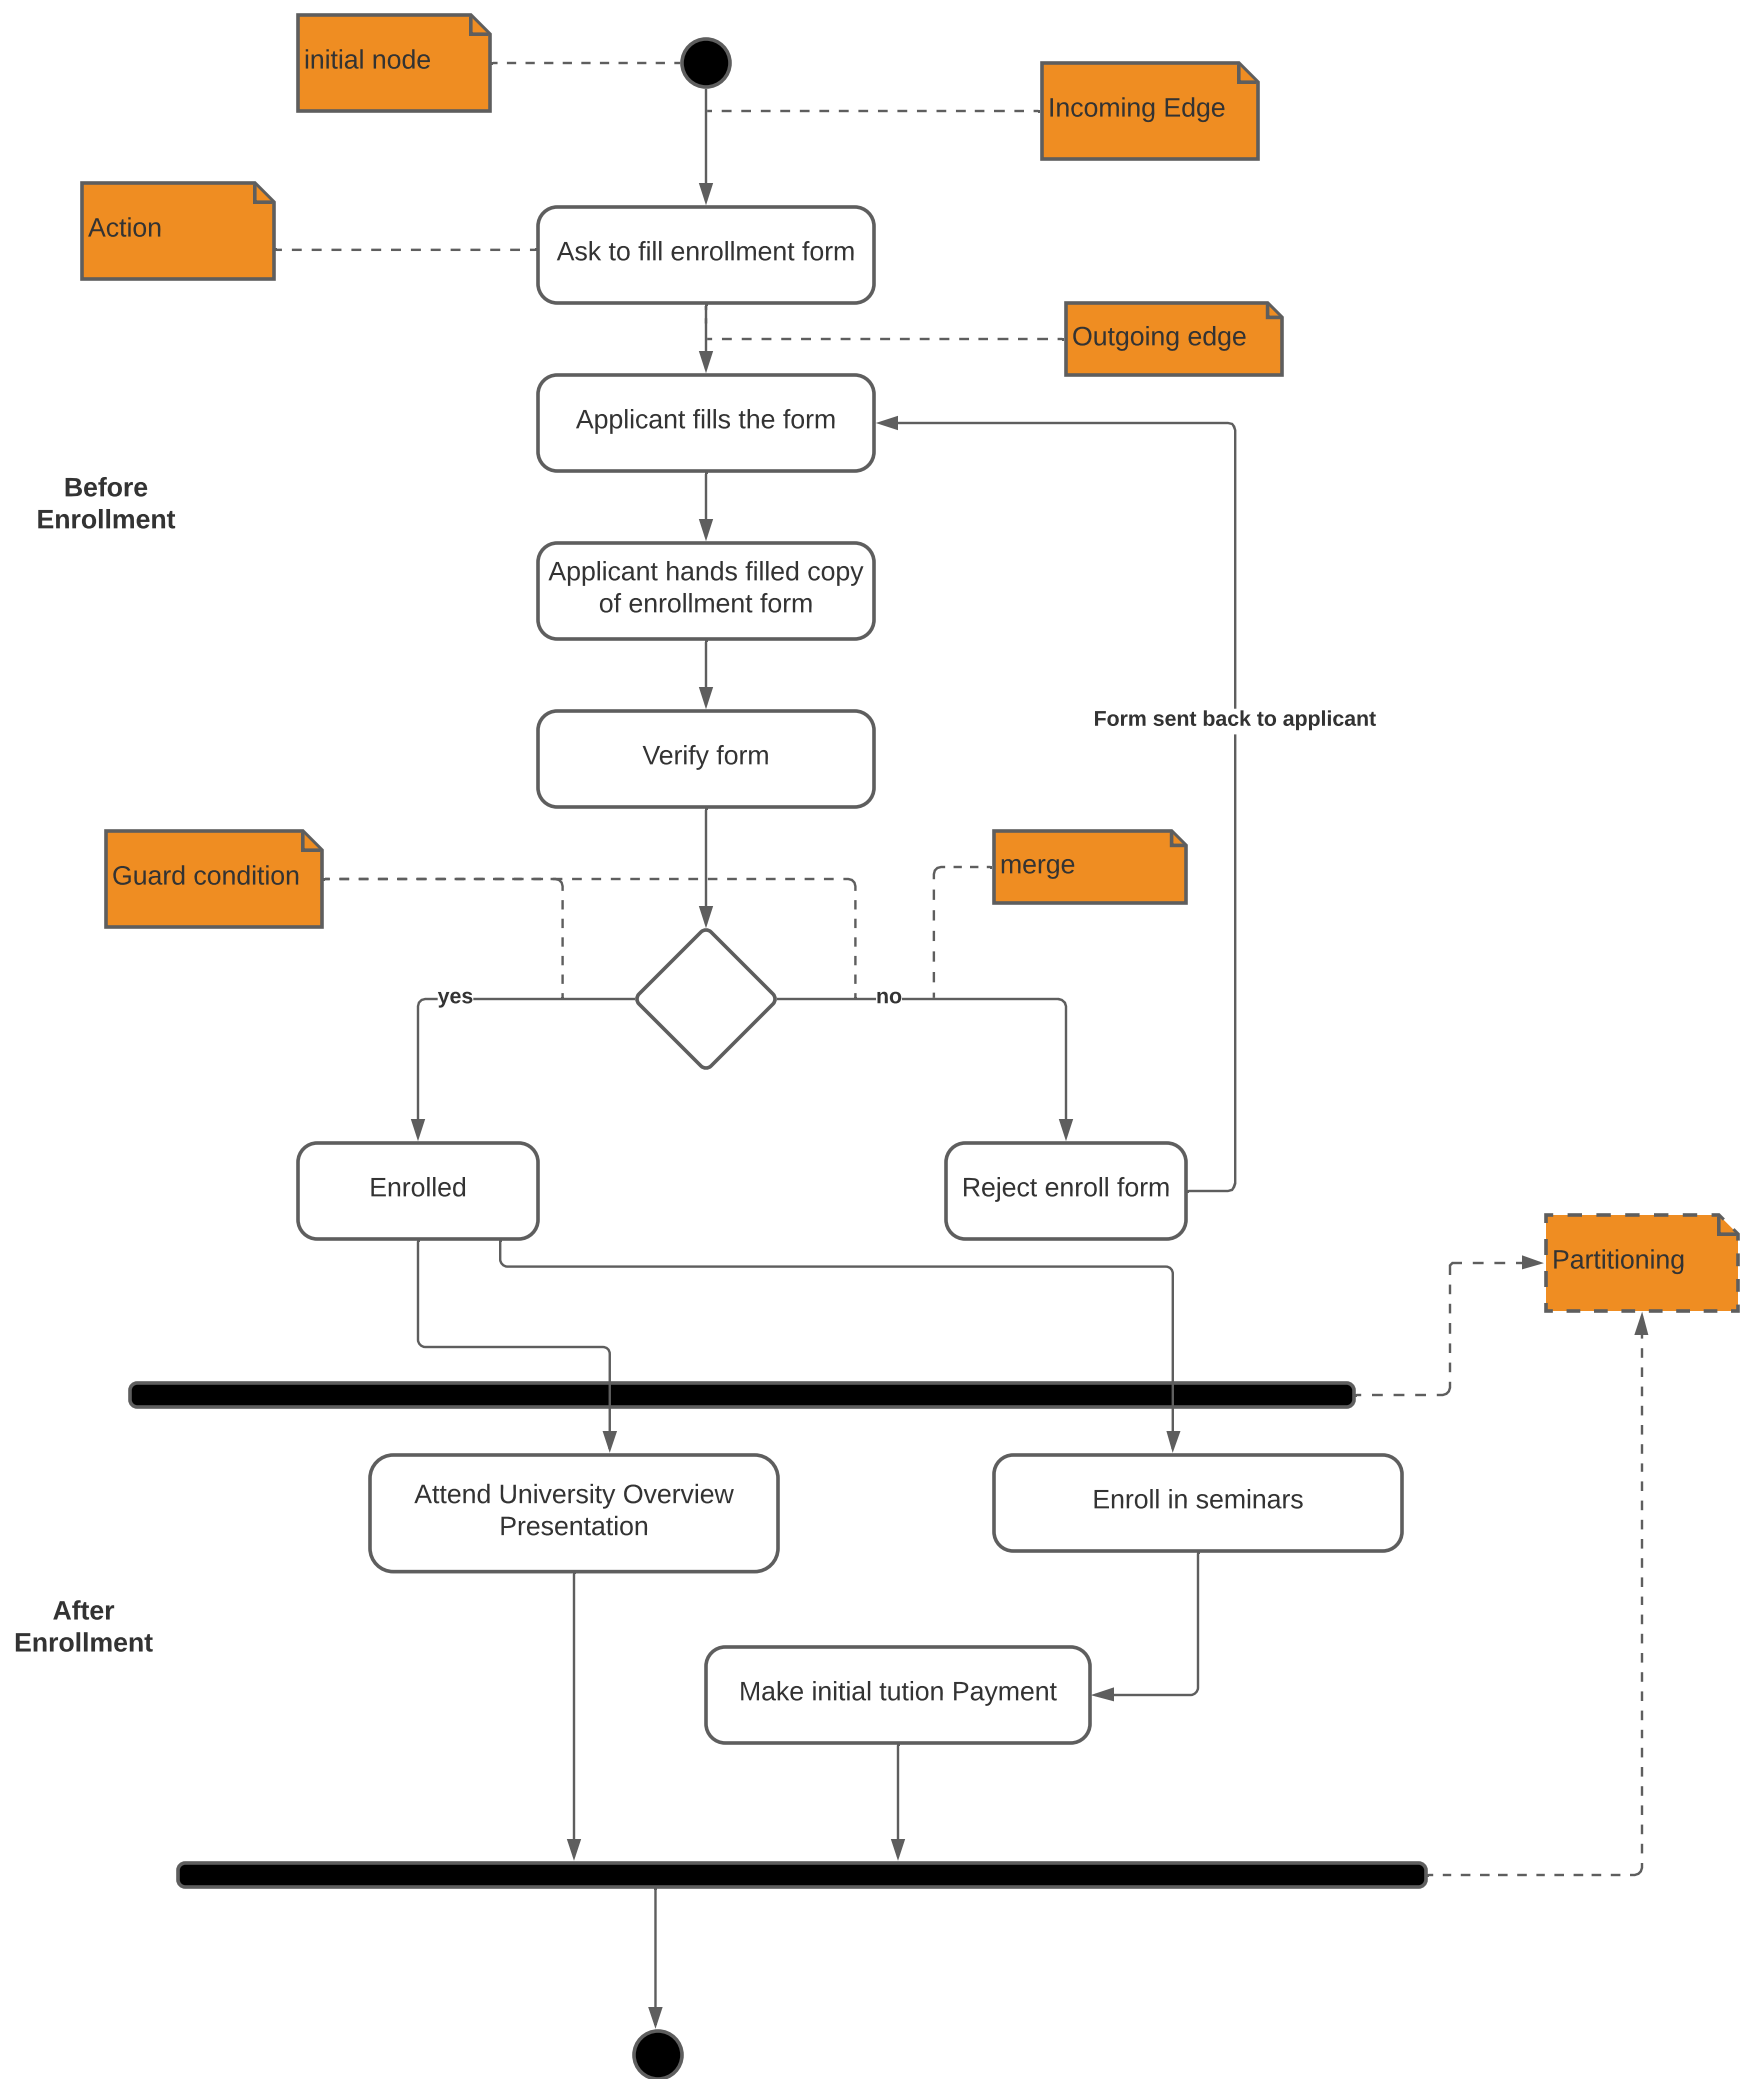 initial node
Incoming Edge
Action
Ask to fill enrollment form
Outgoing edge
Applicant fills the form
Before
Enrollment
Applicant hands filled copy
of enrollment form
Form sent back to applicant
Verify form
Guard condition
merge
yes
no
Enrolled
Reject enroll form
Partitioning
Attend University Overview
Presentation
Enroll in seminars
After
Enrollment
Make initial tution Payment